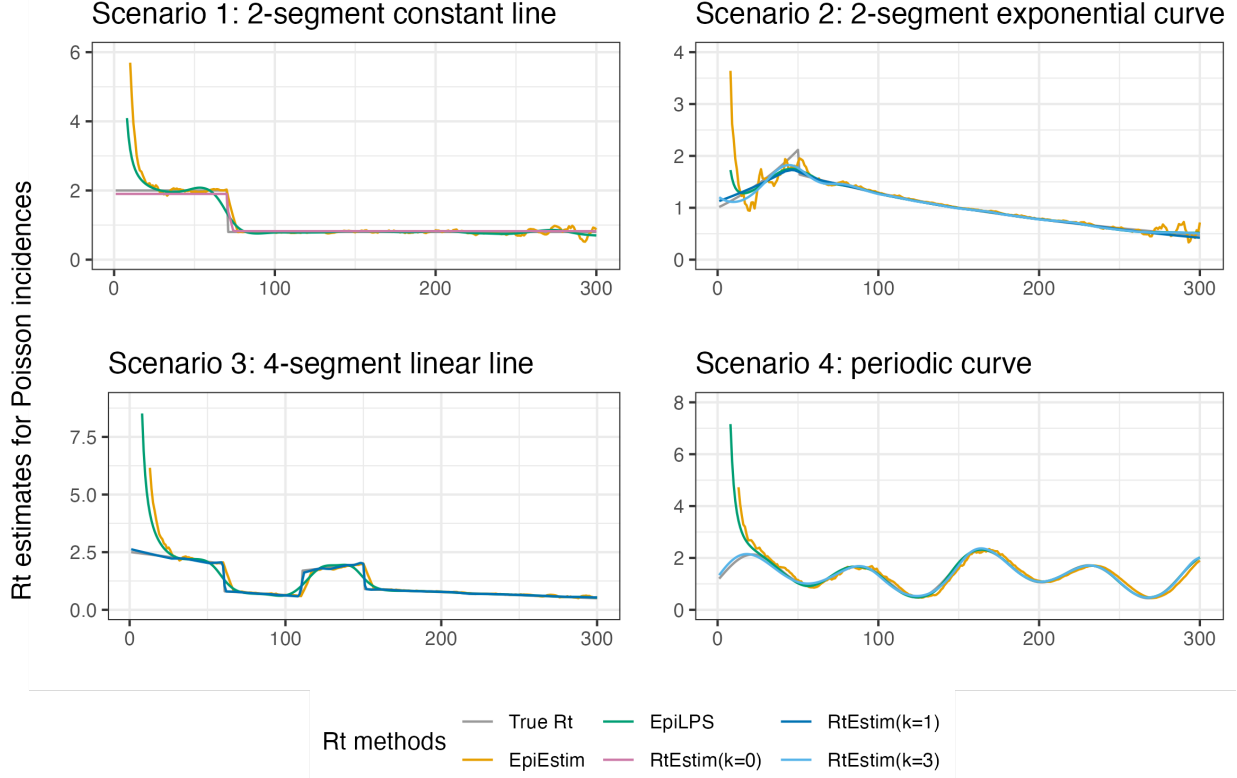 Scenario 1: 2-segment constant line
Scenario 2: 2-segment exponential curve
Rt estimates for Poisson incidences
6
4
2
0
0 100 200 300
4
3
2
1
0
0 100 200 300
Scenario 3: 4-segment linear line
Scenario 4: periodic curve
7.5
5.0
2.5
0.0
0 100 200 300
8
6
4
2
0
0 100 200 300
Rt methods
True Rt
EpiEstim
EpiLPS
RtEstim(k=0)
RtEstim(k=1)
RtEstim(k=3)